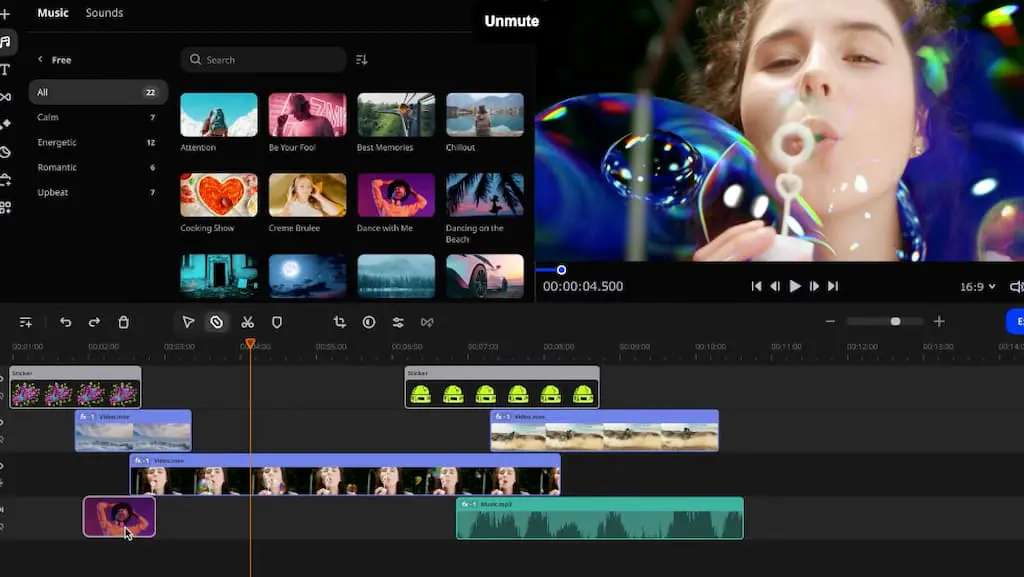 Music Sounds
Unmute
Free
Search
All 22
Calm 7
Energetic 12
Romantic 6
Upbeat 7
Attention
Be Your Fool
Best Memories
Chillout
Cooking Show
Creme Brulee
Dance with Me
Dancing on the
Beach
00:00:04.500
16:9
00:01:00 00:02:00 00:03:00 00:04:00 00:05:00 00:06:00 00:07:00 00:08:00 00:09:00 00:10:00 00:11:00 00:12:00 00:13:00
Sticker
Sticker
fx · 1 Video.mov
fx · 1 Video.mov
fx · 1 Video.mov
fx · 1 Music.mp3